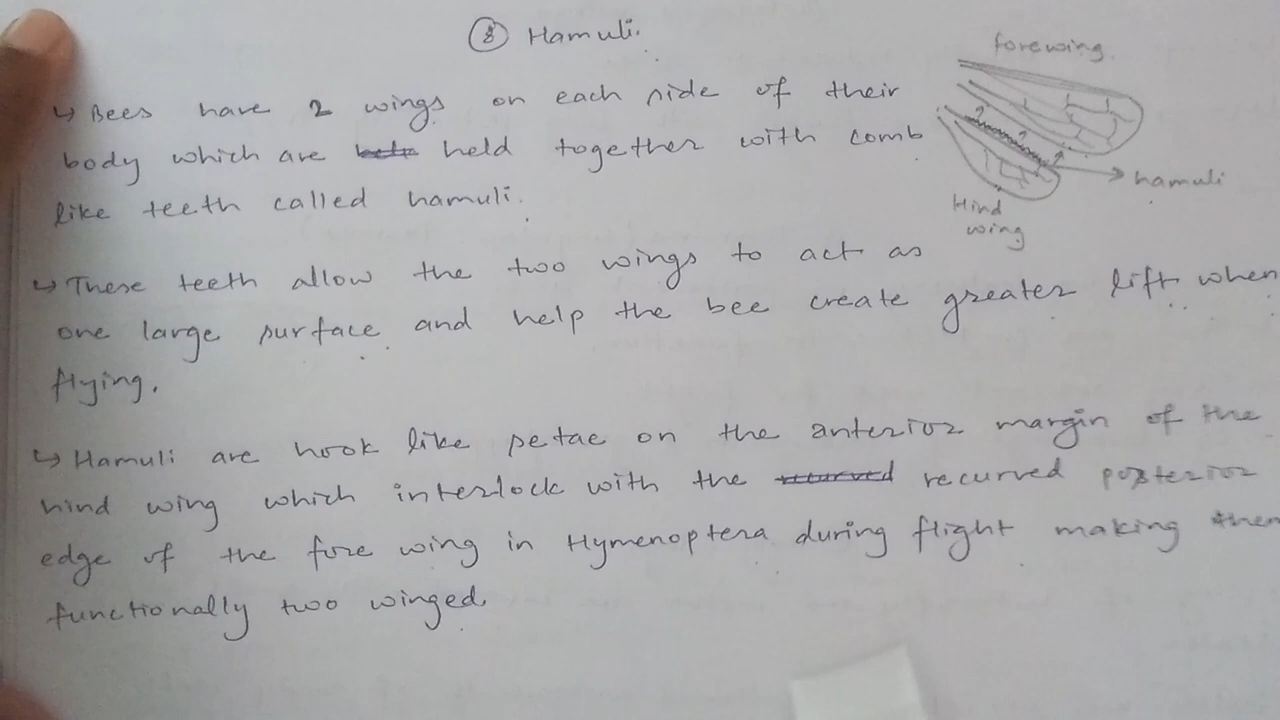 ⑧ Hamuli.
↳ Bees have 2 wings on each side of their
body which are held together with comb
like teeth called hamuli.
forewing
hamuli
Hind
wing
↳ These teeth allow the two wings to act as
one large surface and help the bee create greater lift when
flying.
↳ Hamuli are hook like petae on the anterior margin of the
hind wing which interlock with the recurved recurved posterior
edge of the fore wing in Hymenoptera during flight making them
functionally two winged.